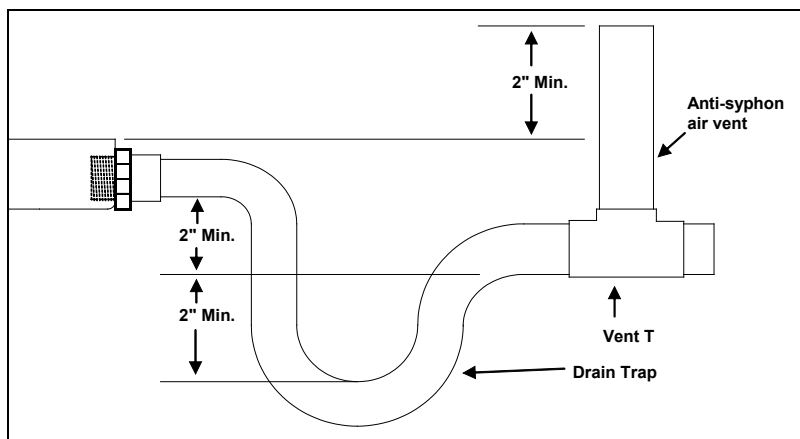 2" Min.
Anti-syphon
air vent
2" Min.
2" Min.
Vent T
Drain Trap